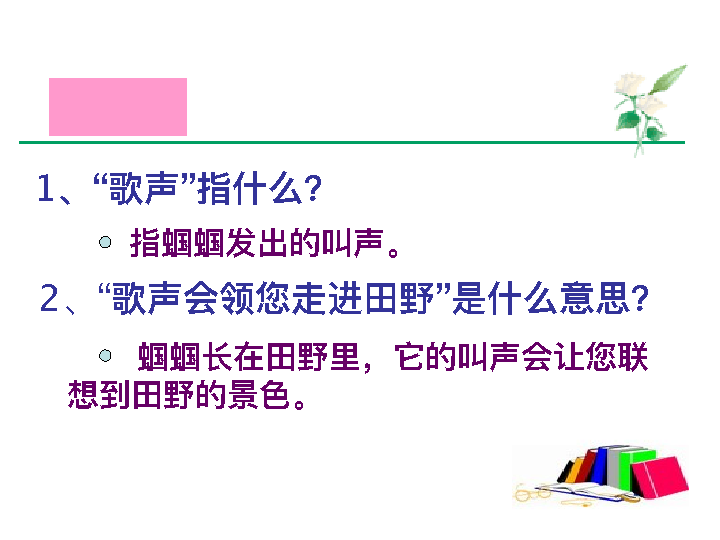 1、“歌声”指什么?
指蝈蝈发出的叫声。
2、“歌声会领您走进田野”是什么意思?
蝈蝈长在田野里，它的叫声会让您联
想到田野的景色。